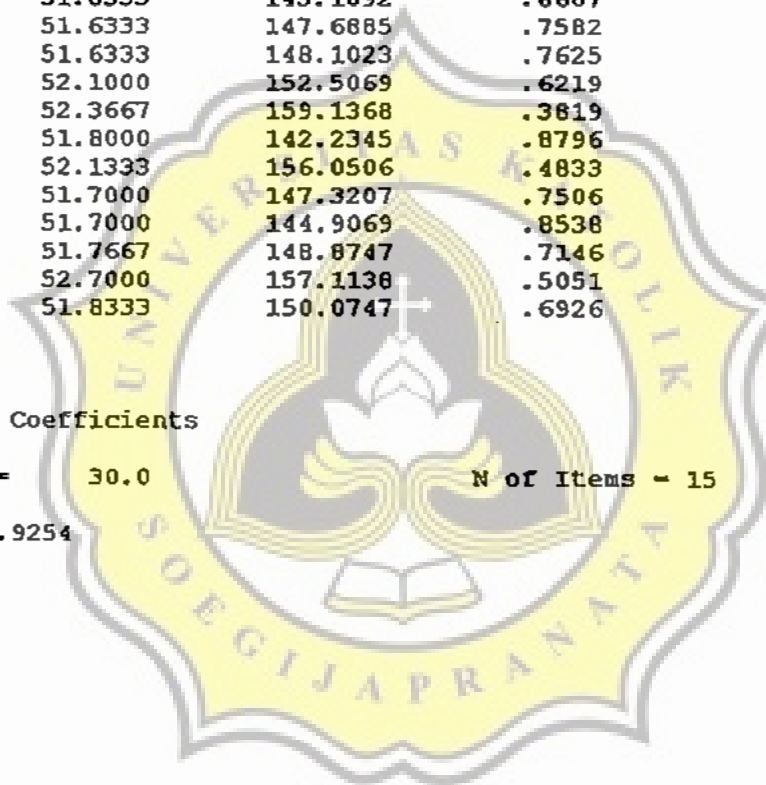 51.6333 147.6885 .7582
51.6333 148.1023 .7625
52.1000 152.5069 .6219
52.3667 159.1368 .3819
51.8000 142.2345 .8796
52.1333 156.0506 .4833
51.7000 147.3207 .7506
51.7000 144.9069 .8538
51.7667 148.8747 .7146
52.7000 157.1138 .5051
51.8333 150.0747 .6926
Coefficients
= 30.0 N of Items = 15
.9254
UNIVERSITAS KATOLIK
SOEGIJAPRANATA